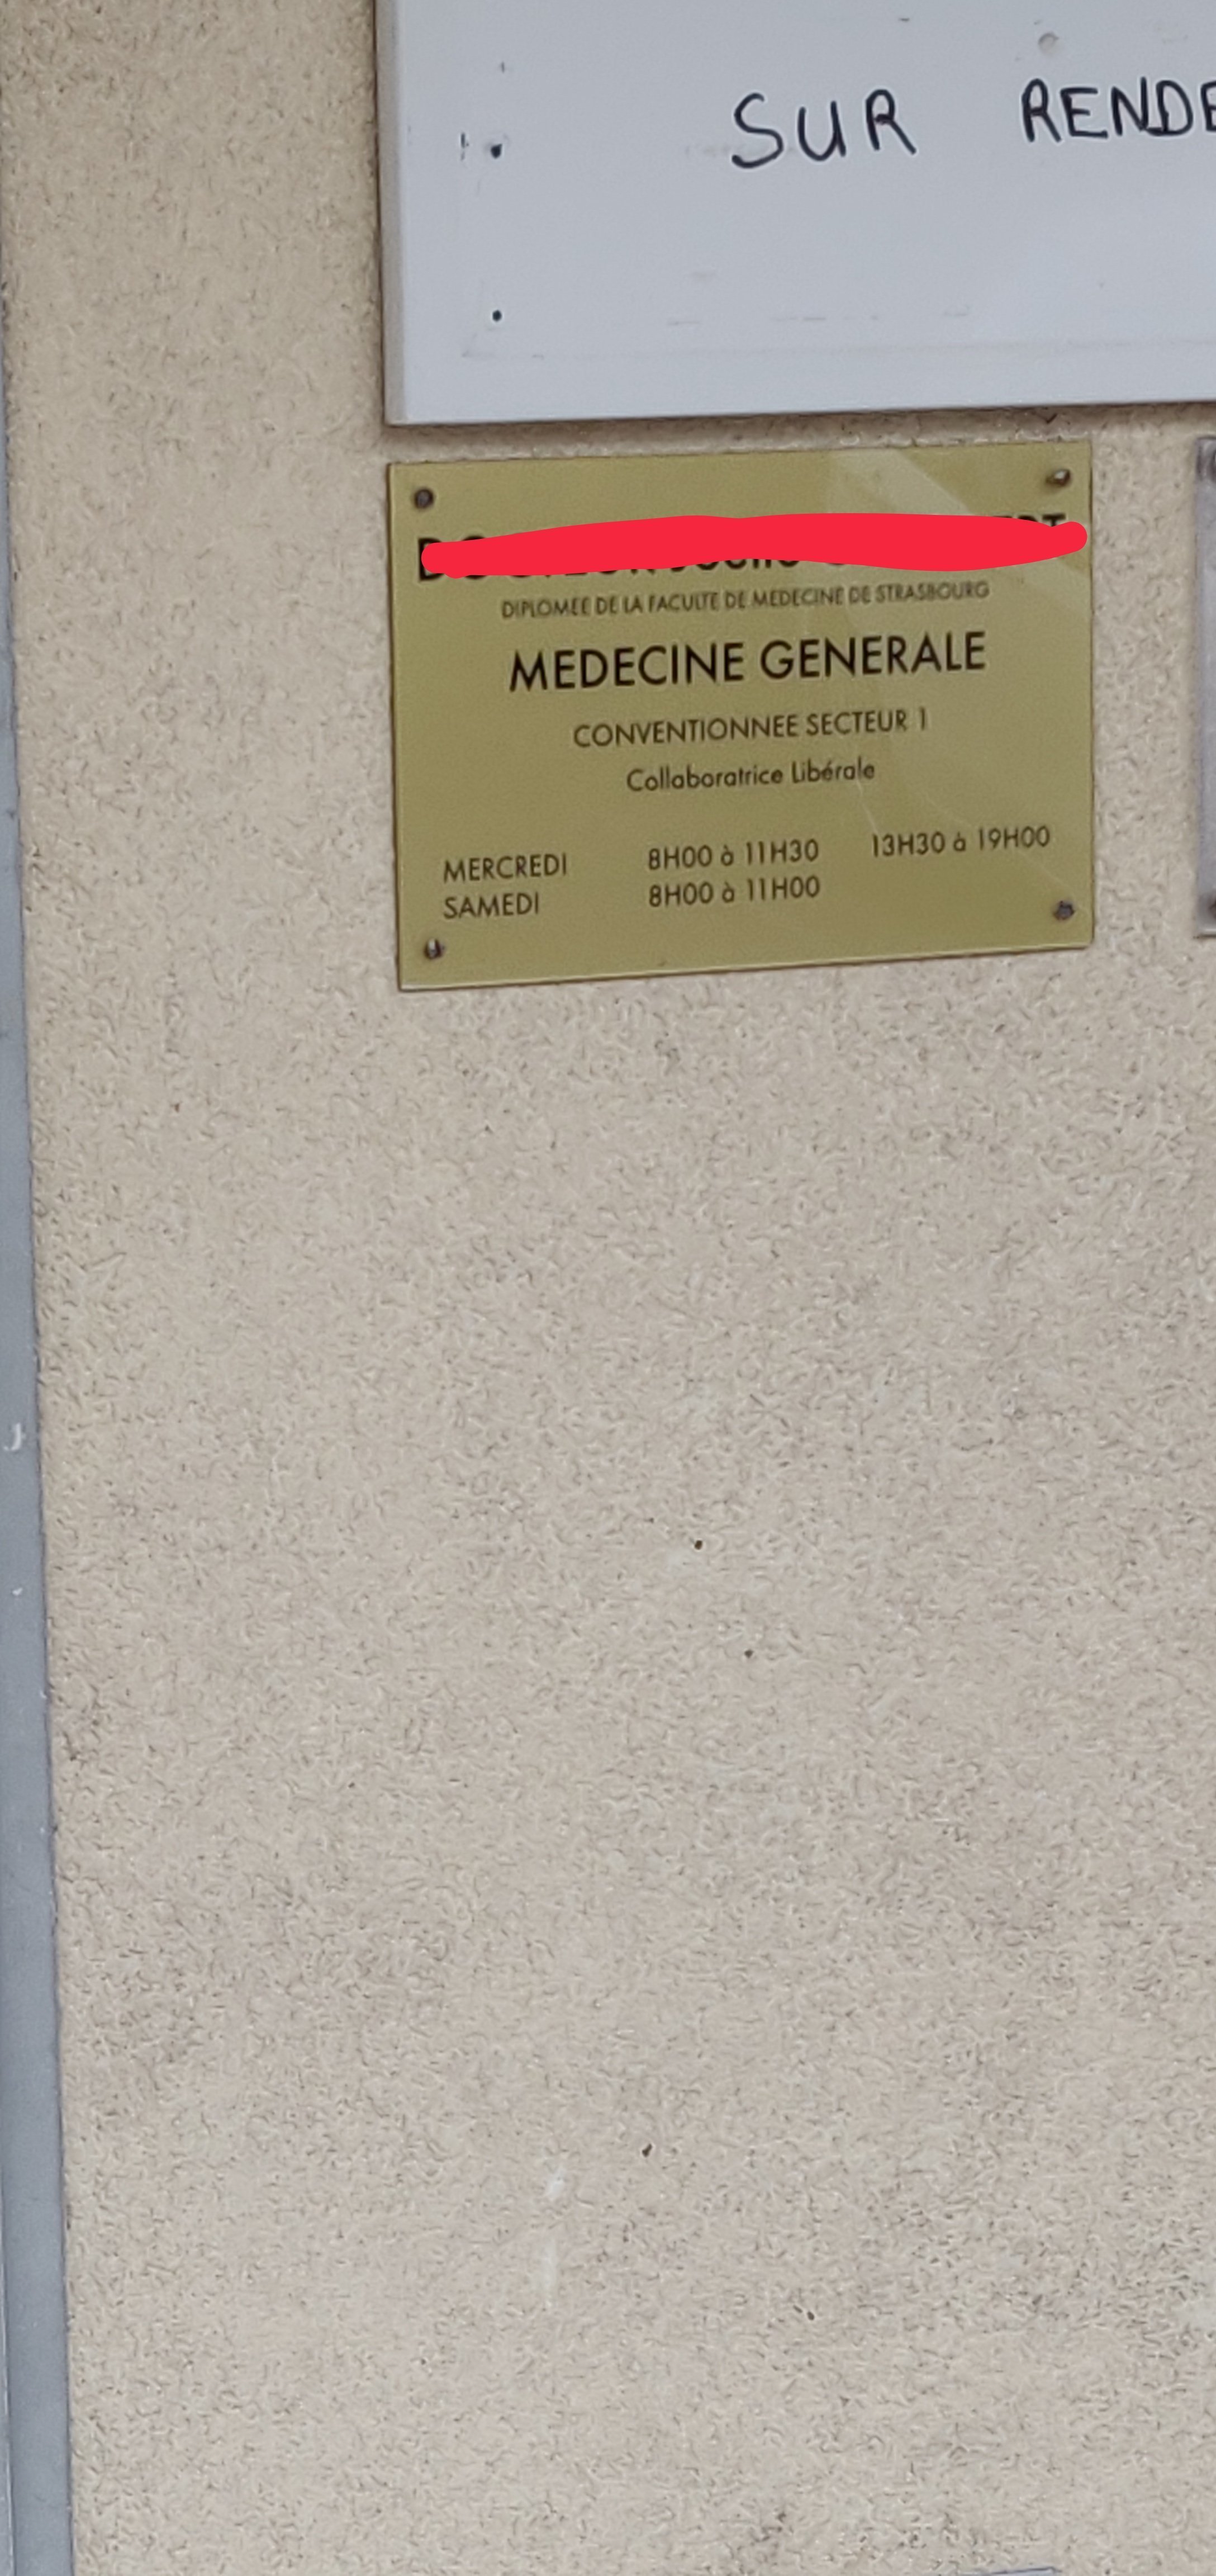 SUR RENDE
DIPLOMEE DE LA FACULTE DE MEDECINE DE STRASBOURG
MEDECINE GENERALE
CONVENTIONNEE SECTEUR 1
Collaboratrice Libérale
MERCREDI 8H00 à 11H30 13H30 à 19H00
SAMEDI 8H00 à 11H00